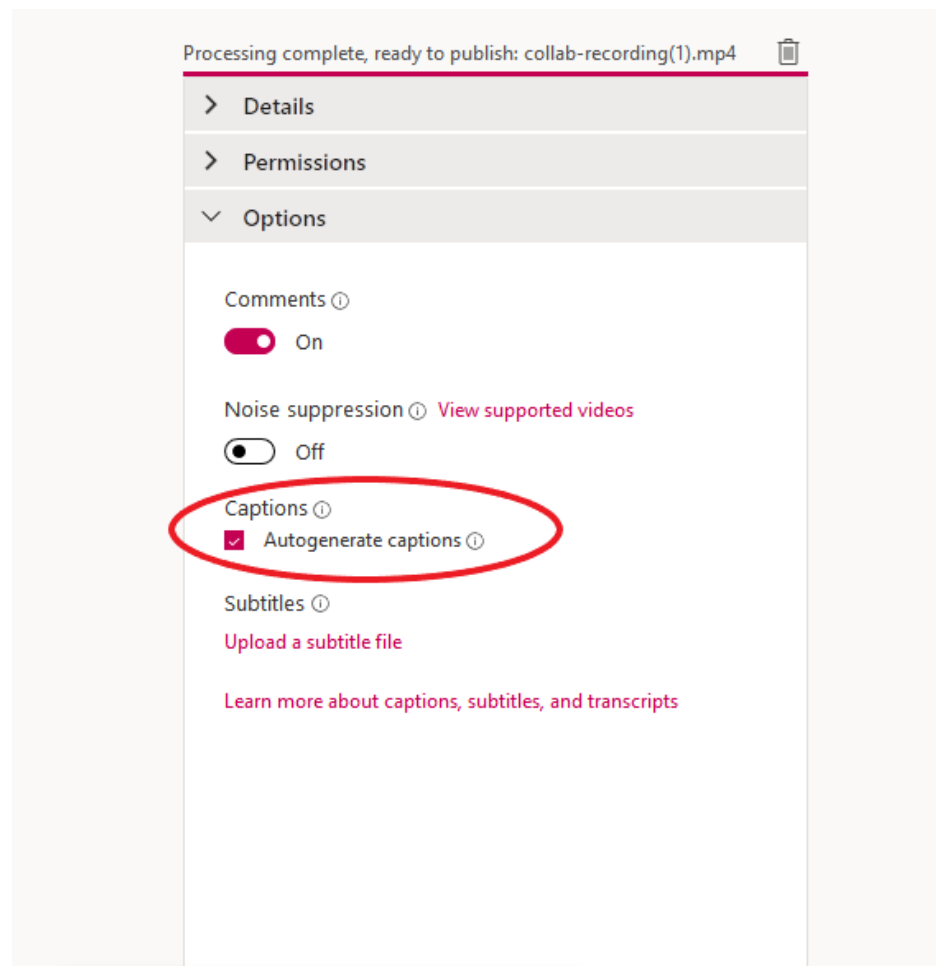 Processing complete, ready to publish: collab-recording(1).mp4
Details
Permissions
Options
Comments
On
Noise suppression View supported videos
Off
Captions
Autogenerate captions
Subtitles
Upload a subtitle file
Learn more about captions, subtitles, and transcripts